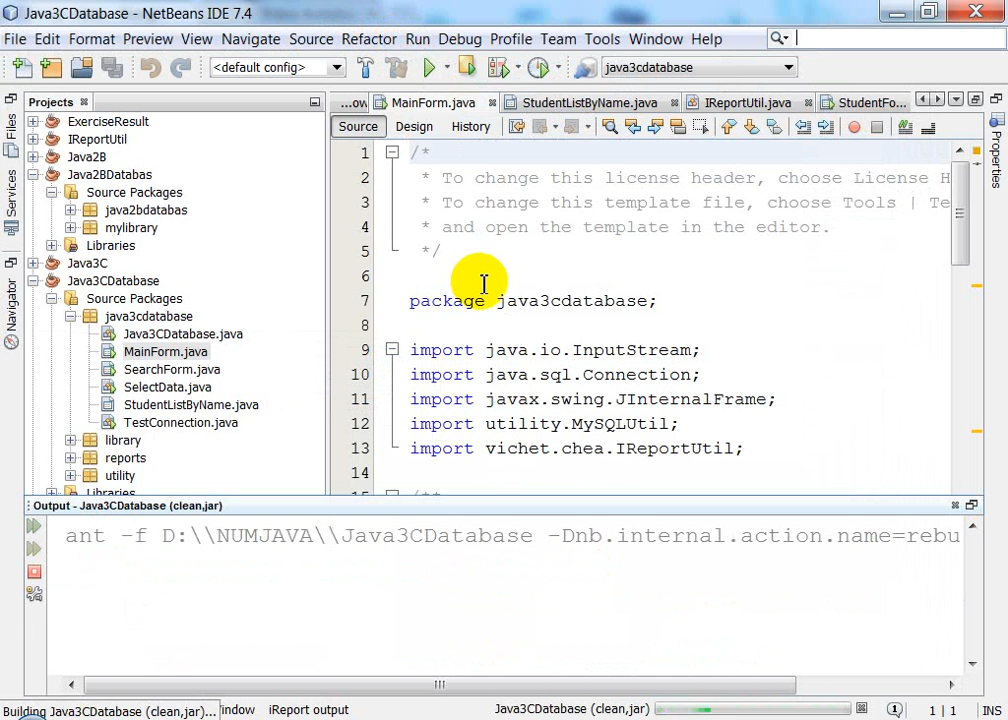 Java3CDatabase - NetBeans IDE 7.4
File Edit Format Preview View Navigate Source Refactor Run Debug Profile Team Tools Window Help
<default config>
java3cdatabase
Files
Services
Navigator
Projects
ExerciseResult
IReportUtil
Java2B
Java2BDatabas
Source Packages
java2bdatabas
mylibrary
Libraries
Java3C
Java3CDatabase
Source Packages
java3cdatabase
Java3CDatabase.java
MainForm.java
SearchForm.java
SelectData.java
StudentListByName.java
TestConnection.java
library
reports
utility
Libraries
...ow MainForm.java StudentListByName.java IReportUtil.java StudentFo...
Source Design History
1 /*
2 * To change this license header, choose License H
3 * To change this template file, choose Tools | Te
4 * and open the template in the editor.
5 */
6
7 package java3cdatabase;
8
9 import java.io.InputStream;
10 import java.sql.Connection;
11 import javax.swing.JInternalFrame;
12 import utility.MySQLUtil;
13 import vichet.chea.IReportUtil;
14
15 /**
Properties
Output - Java3CDatabase (clean,jar)
ant -f D:\\NUMJAVA\\Java3CDatabase -Dnb.internal.action.name=rebu
Building Java3CDatabase (clean,jar)... indow iReport output Java3CDatabase (clean,jar) 1 | 1 INS